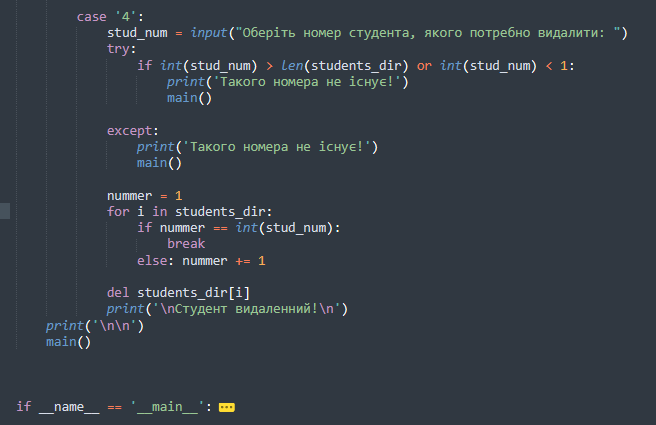 case '4':
stud_num = input("Оберіть номер студента, якого потребно видалити: ")
try:
if int(stud_num) > len(students_dir) or int(stud_num) < 1:
print('Такого номера не існує!')
main()
except:
print('Такого номера не існує!')
main()
nummer = 1
for i in students_dir:
if nummer == int(stud_num):
break
else: nummer += 1
del students_dir[i]
print('\nСтудент видаленний!\n')
print('\n\n')
main()
if __name__ == '__main__':